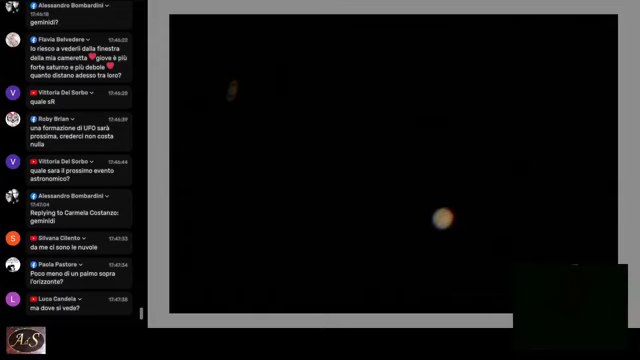 Alessandro Bombardini
17:46:18
geminidi?
Flavia Belvedere
17:46:22
Io riesco a vederli dalla finestra
della mia cameretta ❤️giove è più
forte saturno e più debole ❤️
quanto distano adesso tra loro?
Vittoria Del Sorbo
17:46:28
quale sR
Roby Brian
17:46:39
una formazione di UFO sarà
prossima, crederci non costa
nulla
Vittoria Del Sorbo
17:46:44
quale sara il prossimo evento
astronomico?
Alessandro Bombardini
17:47:04
Replying to Carmela Costanzo:
geminidi
Silvana Cilento
17:47:33
da me ci sono le nuvole
Paola Pastore
17:47:34
Poco meno di un palmo sopra
l'orizzonte?
Luca Candela
17:47:38
ma dove si vede?
AdS